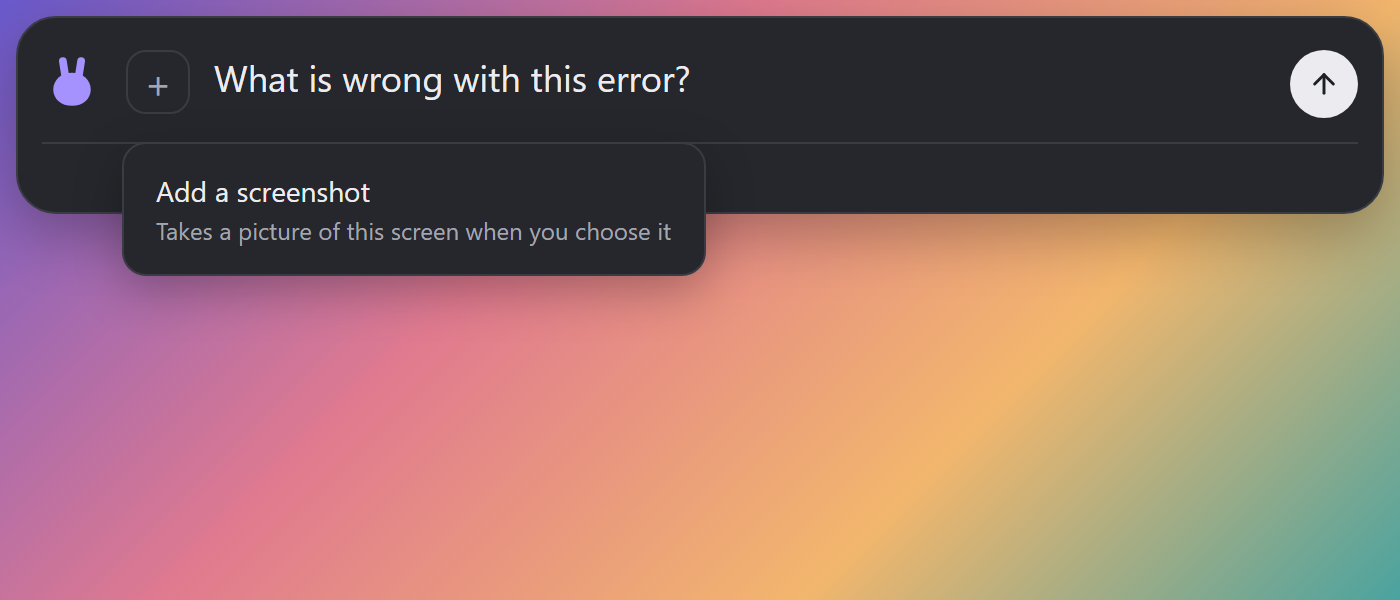 What is wrong with this error?
Add a screenshot
Takes a picture of this screen when you choose it